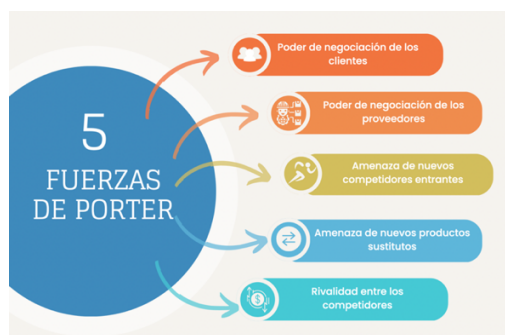 5
FUERZAS
DE PORTER
Poder de negociación de los
clientes
Poder de negociación de los
proveedores
Amenaza de nuevos
competidores entrantes
Amenaza de nuevos productos
sustitutos
Rivalidad entre los
competidores